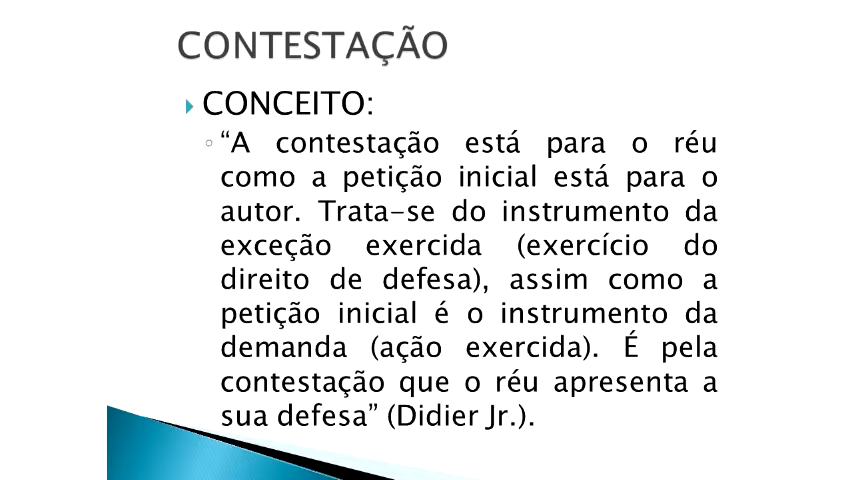 CONTESTAÇÃO
CONCEITO:
“A contestação está para o réu
como a petição inicial está para o
autor. Trata-se do instrumento da
exceção exercida (exercício do
direito de defesa), assim como a
petição inicial é o instrumento da
demanda (ação exercida). É pela
contestação que o réu apresenta a
sua defesa” (Didier Jr.).